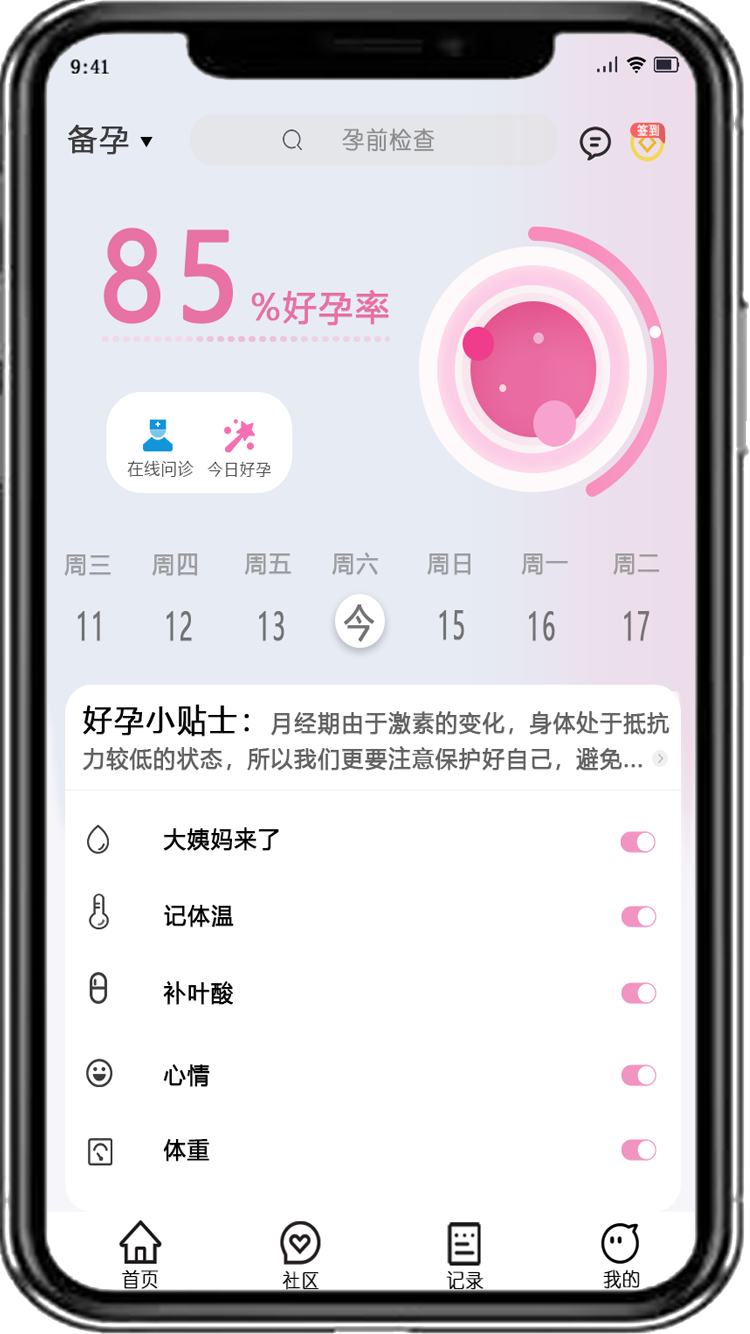 9:41
备孕
孕前检查
签到
85%好孕率
在线问诊 今日好孕
周三 周四 周五 周六 周日 周一 周二
11 12 13 今 15 16 17
好孕小贴士：月经期由于激素的变化，身体处于抵抗
力较低的状态，所以我们更要注意保护好自己，避免...
大姨妈来了
记体温
补叶酸
心情
体重
首页 社区 记录 我的